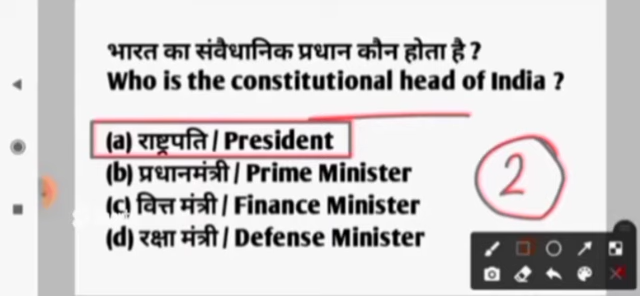 भारत का संवैधानिक प्रधान कौन होता है ?
Who is the constitutional head of India ?
(a) राष्ट्रपति / President
(b) प्रधानमंत्री / Prime Minister
(c) वित्त मंत्री / Finance Minister
(d) रक्षा मंत्री / Defense Minister
2